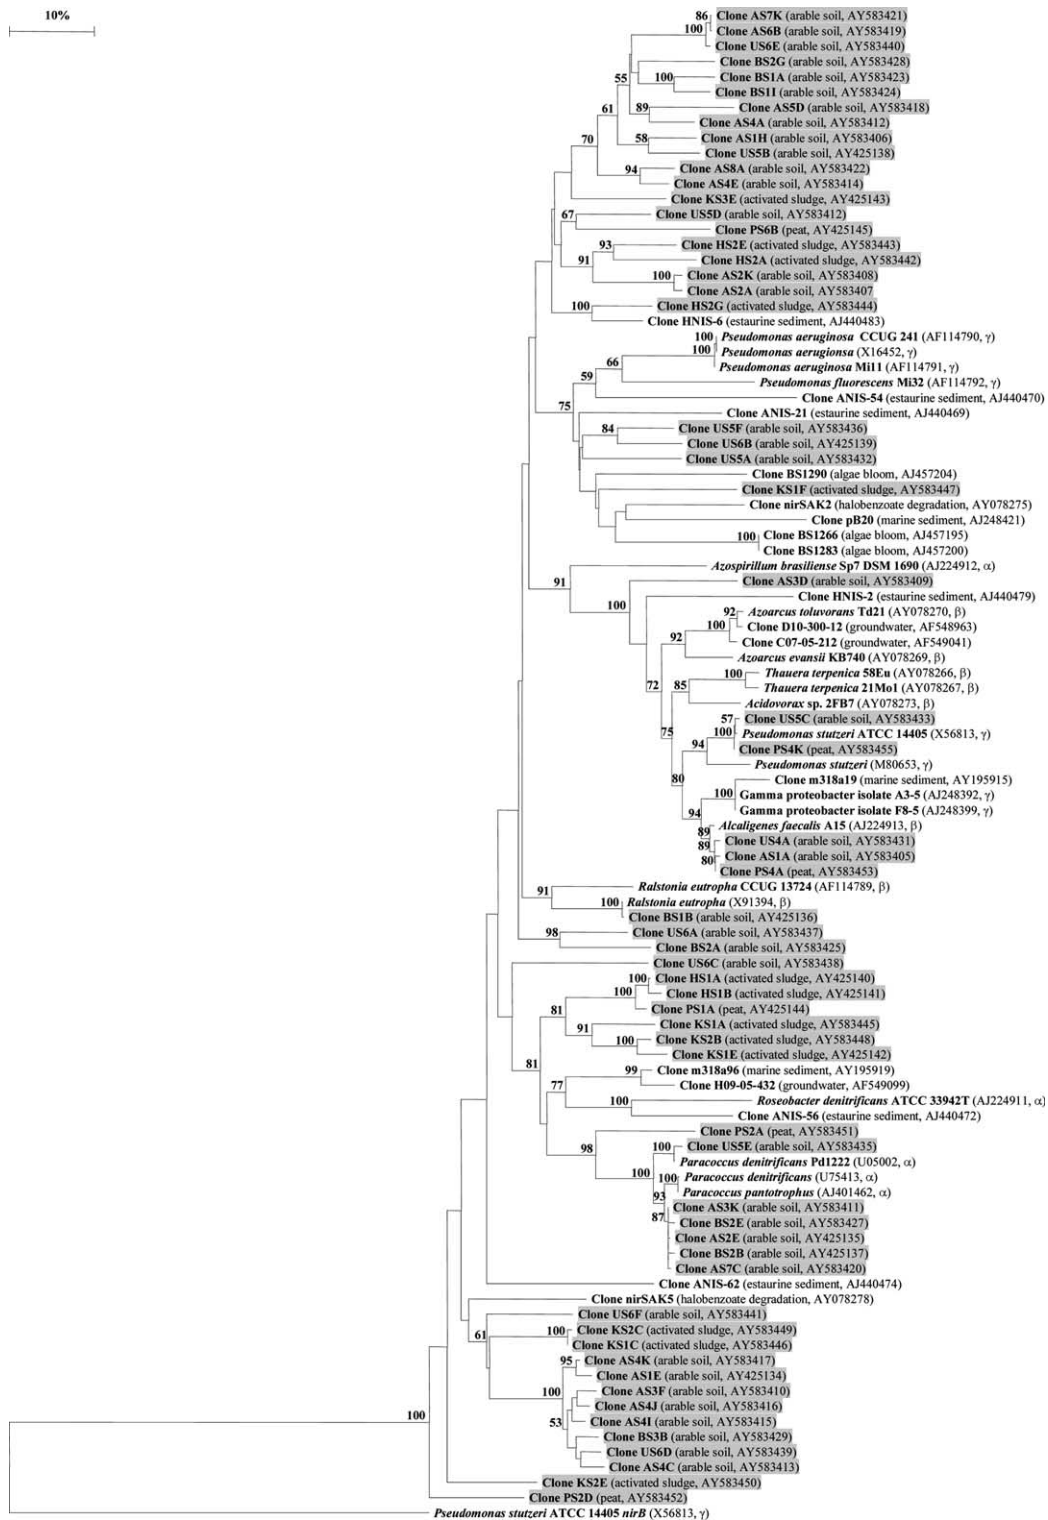 10%
86 Clone AS7K (arable soil, AY583421)
100 Clone AS6B (arable soil, AY583419)
Clone US6E (arable soil, AY583440)
Clone BS2G (arable soil, AY583428)
55 100 Clone BS1A (arable soil, AY583423)
Clone BS1I (arable soil, AY583424)
61 89 Clone AS5D (arable soil, AY583418)
Clone AS4A (arable soil, AY583412)
70 58 Clone AS1H (arable soil, AY583406)
Clone US5B (arable soil, AY425138)
94 Clone AS8A (arable soil, AY583422)
Clone AS4E (arable soil, AY583414)
Clone KS3E (activated sludge, AY425143)
67 Clone US5D (arable soil, AY583412)
Clone PS6B (peat, AY425145)
93 Clone HS2E (activated sludge, AY583443)
91 Clone HS2A (activated sludge, AY583442)
100 Clone AS2K (arable soil, AY583408)
Clone AS2A (arable soil, AY583407
100 Clone HS2G (activated sludge, AY583444)
Clone HNIS-6 (estaurine sediment, AJ440483)
100 Pseudomonas aeruginosa CCUG 241 (AF114790, γ)
100 Pseudomonas aeruginosa (X16452, γ)
66 Pseudomonas aeruginosa Mi11 (AF114791, γ)
59 Pseudomonas fluorescens Mi32 (AF114792, γ)
Clone ANIS-54 (estaurine sediment, AJ440470)
75 Clone ANIS-21 (estaurine sediment, AJ440469)
84 Clone US5F (arable soil, AY583436)
Clone US6B (arable soil, AY425139)
Clone US5A (arable soil, AY583432)
Clone BS1290 (algae bloom, AJ457204)
Clone KS1F (activated sludge, AY583447)
Clone nirSAK2 (halobenzoate degradation, AY078275)
Clone pB20 (marine sediment, AJ248421)
100 Clone BS1266 (algae bloom, AJ457195)
Clone BS1283 (algae bloom, AJ457200)
Azospirillum brasiliense Sp7 DSM 1690 (AJ224912, α)
91 Clone AS3D (arable soil, AY583409)
Clone HNIS-2 (estaurine sediment, AJ440479)
100 92 Azoarcus toluvorans Td21 (AY078270, β)
100 Clone D10-300-12 (groundwater, AF548963)
92 Clone C07-05-212 (groundwater, AF549041)
Azoarcus evansii KB740 (AY078269, β)
100 Thauera terpenica 58Eu (AY078266, β)
72 85 Thauera terpenica 21Mo1 (AY078267, β)
Acidovorax sp. 2FB7 (AY078273, β)
57 Clone US5C (arable soil, AY583433)
75 100 Pseudomonas stutzeri ATCC 14405 (X56813, γ)
94 Clone PS4K (peat, AY583455)
Pseudomonas stutzeri (M80653, γ)
80 Clone m318a19 (marine sediment, AY195915)
100 Gamma proteobacter isolate A3-5 (AJ248392, γ)
Gamma proteobacter isolate F8-5 (AJ248399, γ)
94 Alcaligenes faecalis A15 (AJ224913, β)
89 Clone US4A (arable soil, AY583431)
89 Clone AS1A (arable soil, AY583405)
80 Clone PS4A (peat, AY583453)
91 Ralstonia eutropha CCUG 13724 (AF114789, β)
100 Ralstonia eutropha (X91394, β)
Clone BS1B (arable soil, AY425136)
98 Clone US6A (arable soil, AY583437)
Clone BS2A (arable soil, AY583425)
Clone US6C (arable soil, AY583438)
100 Clone HS1A (activated sludge, AY425140)
100 Clone HS1B (activated sludge, AY425141)
81 Clone PS1A (peat, AY425144)
91 Clone KS1A (activated sludge, AY583445)
100 Clone KS2B (activated sludge, AY583448)
Clone KS1E (activated sludge, AY425142)
81 99 Clone m318a96 (marine sediment, AY195919)
77 Clone H09-05-432 (groundwater, AF549099)
100 Roseobacter denitrificans ATCC 33942T (AJ224911, α)
Clone ANIS-56 (estaurine sediment, AJ440472)
Clone PS2A (peat, AY583451)
98 100 Clone US5E (arable soil, AY583435)
Paracoccus denitrificans Pd1222 (U05002, α)
100 100 Paracoccus denitrificans (U75413, α)
93 Paracoccus pantotrophus (AJ401462, α)
Clone AS3K (arable soil, AY583411)
87 Clone BS2E (arable soil, AY583427)
Clone AS2E (arable soil, AY425135)
Clone BS2B (arable soil, AY425137)
Clone AS7C (arable soil, AY583420)
Clone ANIS-62 (estaurine sediment, AJ440474)
Clone nirSAK5 (halobenzoate degradation, AY078278)
Clone US6F (arable soil, AY583441)
61 100 Clone KS2C (activated sludge, AY583449)
Clone KS1C (activated sludge, AY583446)
95 Clone AS4K (arable soil, AY583417)
Clone AS1E (arable soil, AY425134)
100 Clone AS3F (arable soil, AY583410)
Clone AS4J (arable soil, AY583416)
100 53 Clone AS4I (arable soil, AY583415)
Clone BS3B (arable soil, AY583429)
Clone US6D (arable soil, AY583439)
Clone AS4C (arable soil, AY583413)
Clone KS2E (activated sludge, AY583450)
Clone PS2D (peat, AY583452)
Pseudomonas stutzeri ATCC 14405 nirB (X56813, γ)